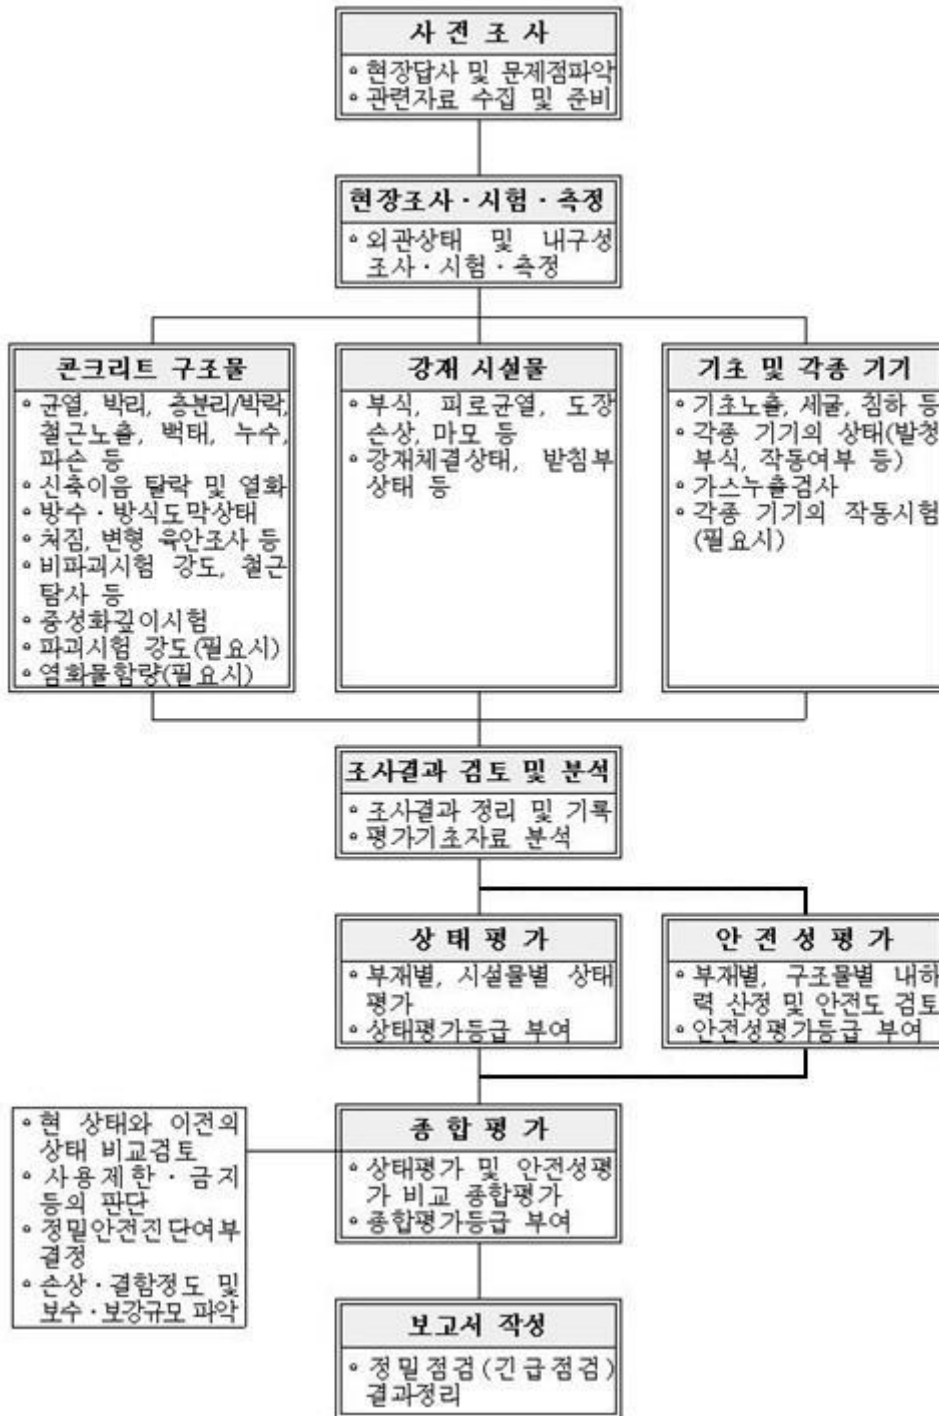 사 전 조 사
∘ 현장답사 및 문제점파악
∘ 관련자료 수집 및 준비
현장조사 · 시험 · 측정
∘ 외관상태 및 내구성
조사 · 시험 · 측정
콘크리트 구조물
∘ 균열, 박리, 층분리/박락,
철근노출, 백태, 누수,
파손 등
∘ 신축이음 탈락 및 열화
∘ 방수 · 방식도막상태
∘ 처짐, 변형 육안조사 등
∘ 비파괴시험 강도, 철근
탐사 등
∘ 중성화깊이시험
∘ 파괴시험 강도(필요시)
∘ 염화물함량(필요시)
강재 시설물
∘ 부식, 피로균열, 도장
손상, 마모 등
∘ 강재체결상태, 받침부
상태 등
기초 및 각종 기기
∘ 기초노출, 세굴, 침하 등
∘ 각종 기기의 상태(발청
부식, 작동여부 등)
∘ 가스누출검사
∘ 각종 기기의 작동시험
(필요시)
조사결과 검토 및 분석
∘ 조사결과 정리 및 기록
∘ 평가기초자료 분석
상 태 평 가
∘ 부재별, 시설물별 상태
평가
∘ 상태평가등급 부여
안 전 성 평 가
∘ 부재별, 구조물별 내하
력 산정 및 안전도 검토
∘ 안전성평가등급 부여
∘ 현 상태와 이전의
상태 비교검토
∘ 사용제한 · 금지
등의 판단
∘ 정밀안전진단여부
결정
∘ 손상 · 결함정도 및
보수 · 보강규모 파악
종 합 평 가
∘ 상태평가 및 안전성평
가 비교 종합평가
∘ 종합평가등급 부여
보고서 작성
∘ 정밀점검(긴급점검)
결과정리